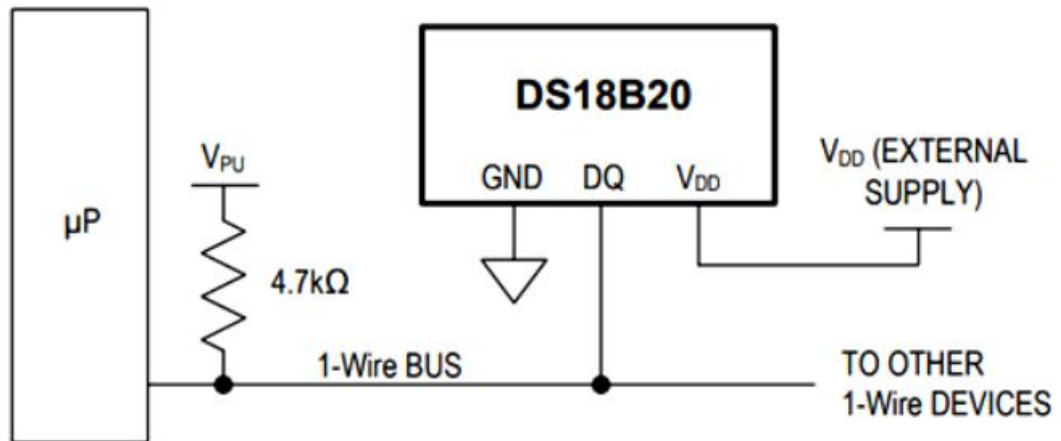 DS18B20
V_PU
GND DQ V_DD
V_DD (EXTERNAL
SUPPLY)
µP
4.7kΩ
1-Wire BUS
TO OTHER
1-Wire DEVICES